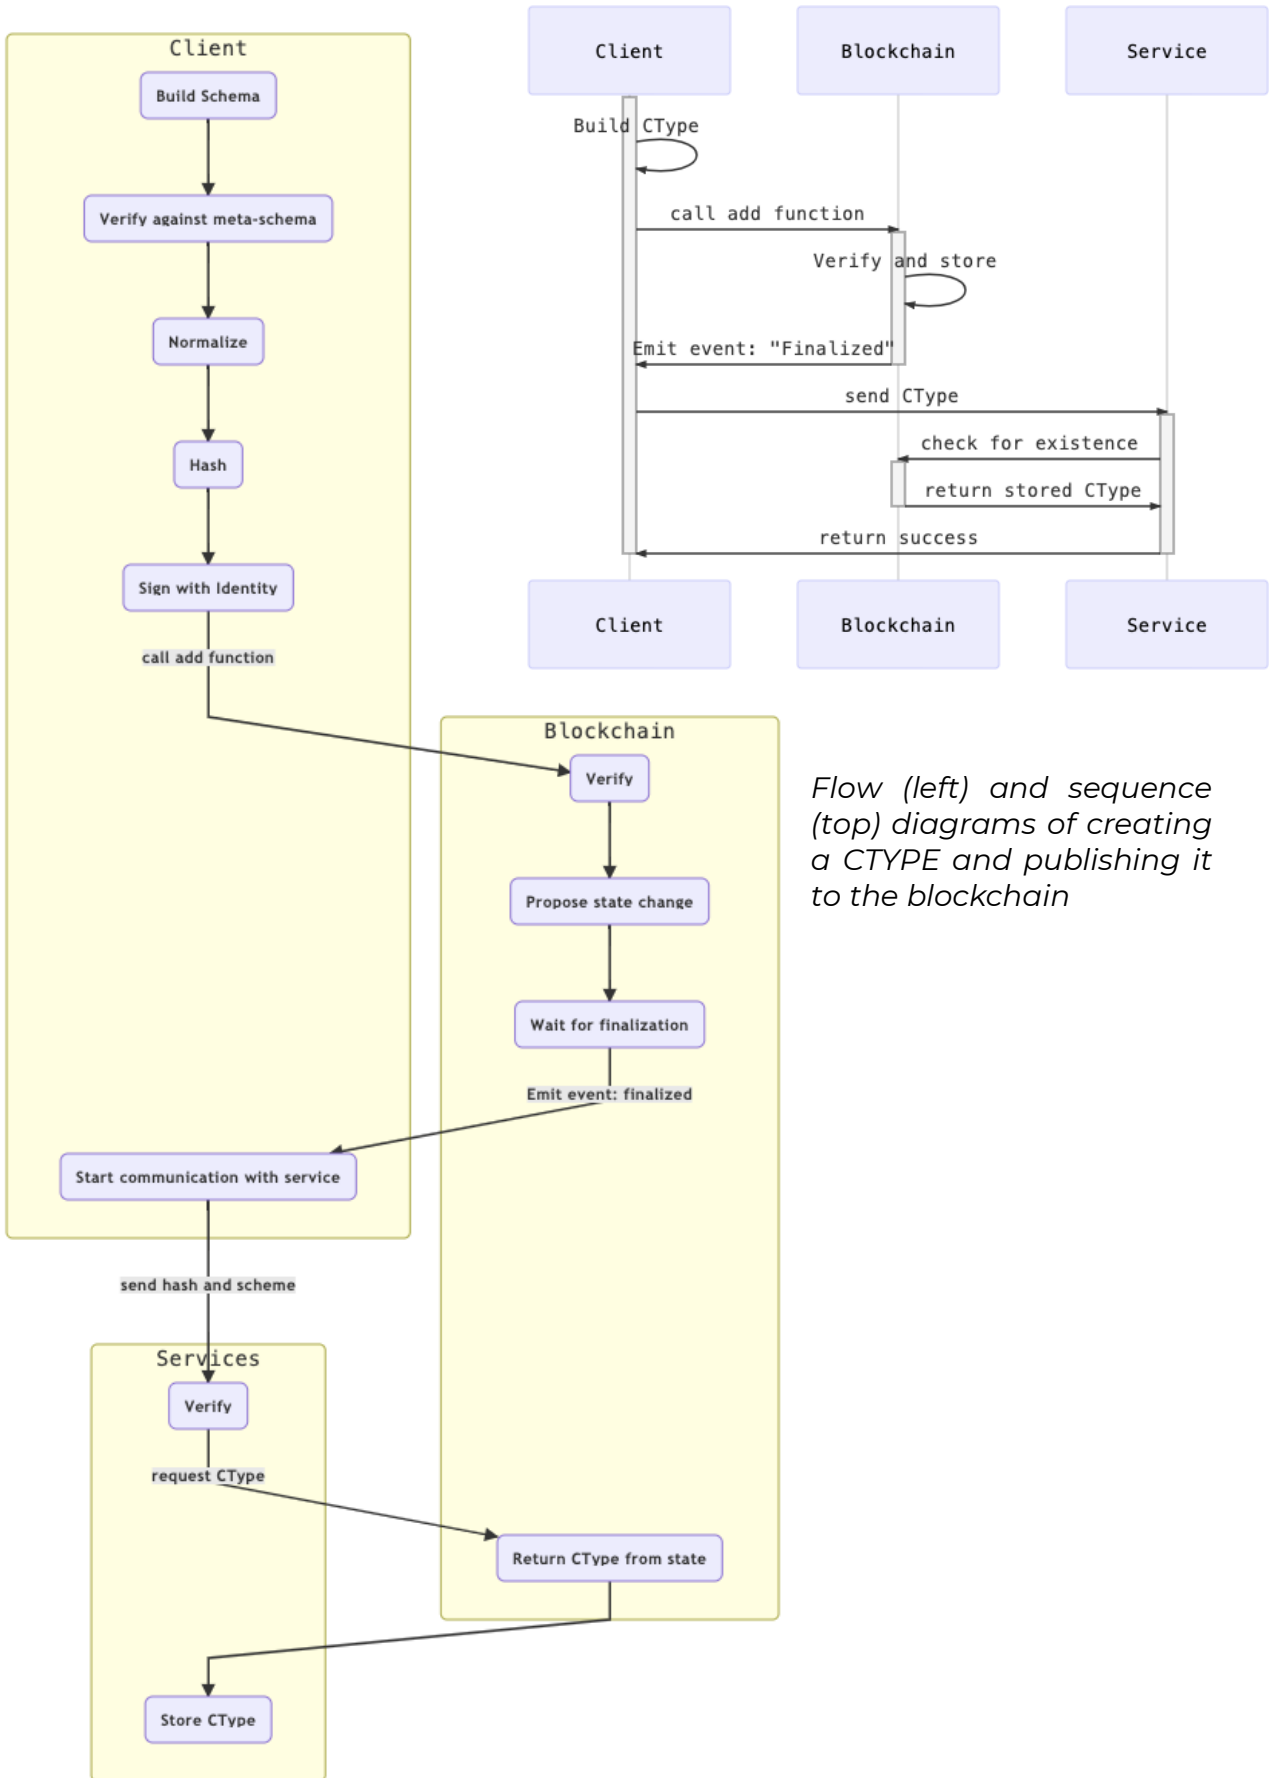 Client
Build Schema
Verify against meta-schema
Normalize
Hash
Sign with Identity
call add function
Client
Blockchain
Service
Build CType
call add function
Verify and store
Emit event: "Finalized"
send CType
check for existence
return stored CType
return success
Client
Blockchain
Service
Blockchain
Verify
Propose state change
Wait for finalization
Emit event: finalized
Flow (left) and sequence
(top) diagrams of creating
a CTYPE and publishing it
to the blockchain
Start communication with service
send hash and scheme
Services
Verify
request CType
Return CType from state
Store CType